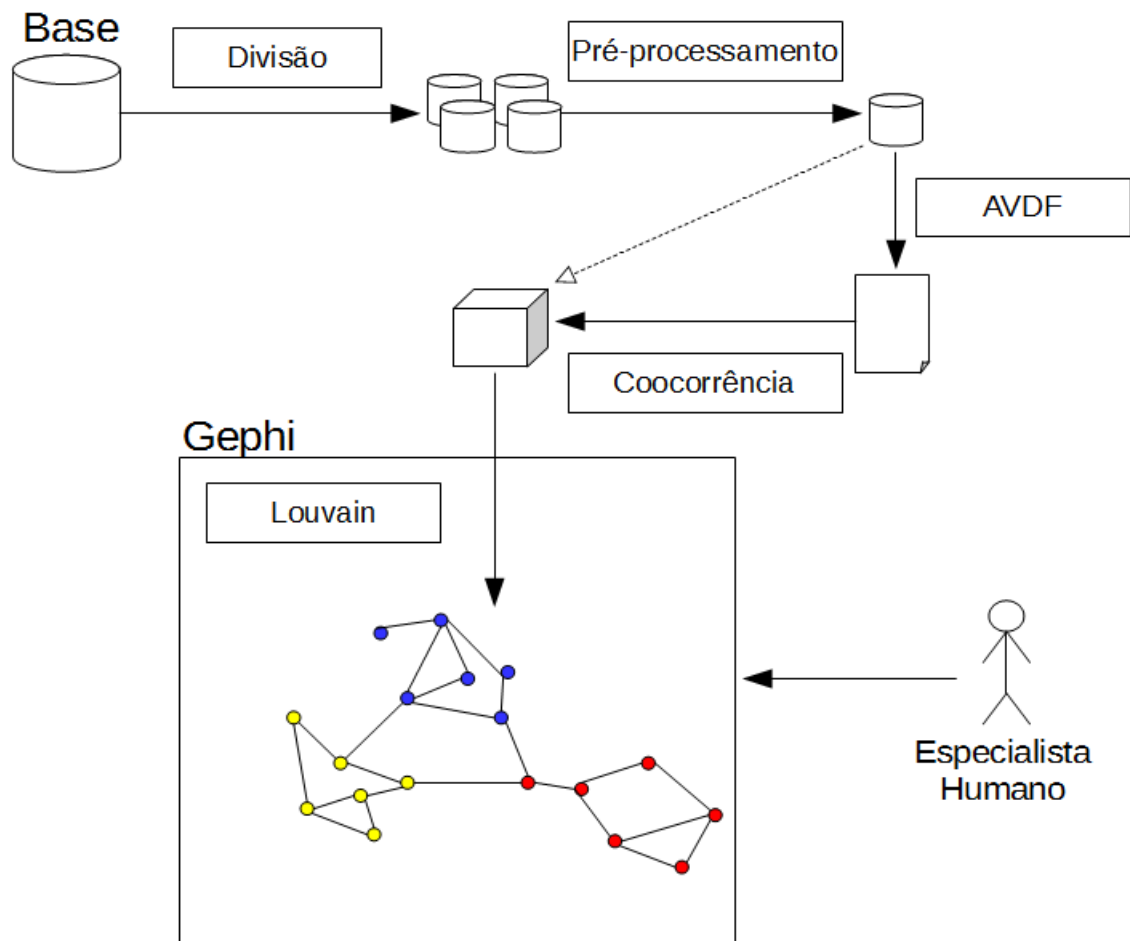 Base
Divisão
Pré-processamento
AVDF
Coocorrência
Gephi
Louvain
Especialista
Humano